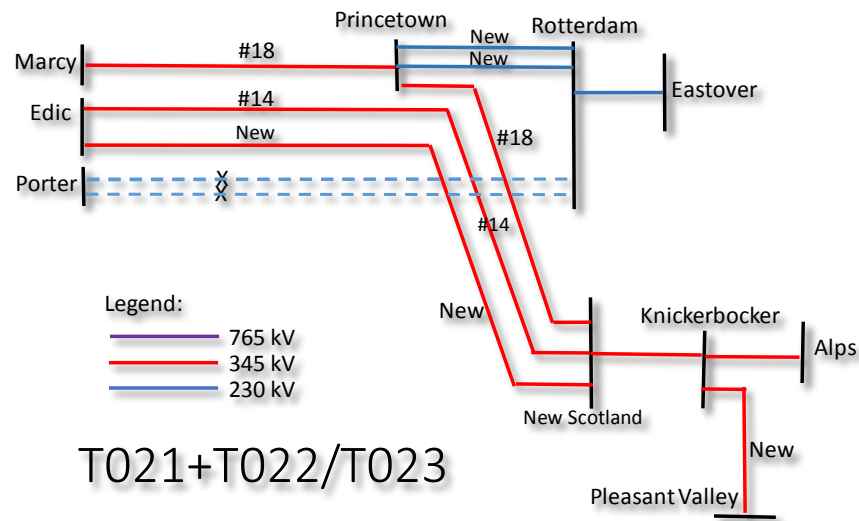 Princetown
Rotterdam
New
#18
New
Marcy
Eastover
#14
Edic
New
#18
Porter
X
X
#14
Legend:
New
Knickerbocker
765 kV
Alps
345 kV
230 kV
New Scotland
New
T021+T022/T023
Pleasant Valley